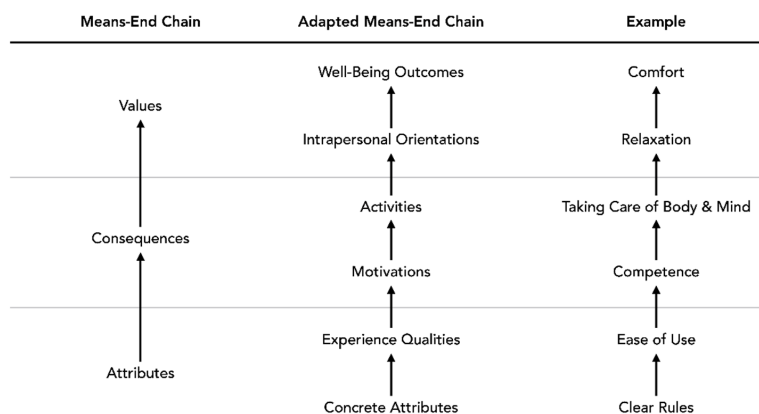 Means-End Chain Adapted Means-End Chain Example
Well-Being Outcomes Comfort
Values
Intrapersonal Orientations Relaxation
Activities Taking Care of Body & Mind
Consequences
Motivations Competence
Experience Qualities Ease of Use
Attributes
Concrete Attributes Clear Rules